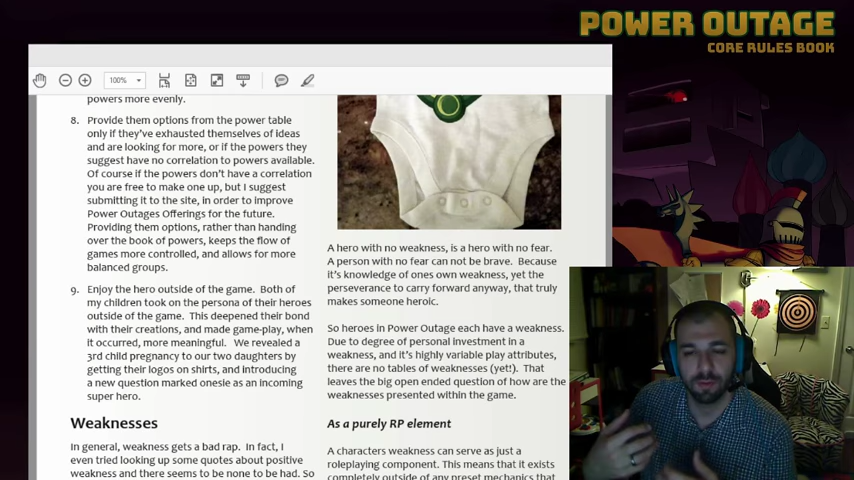 POWER OUTAGE
CORE RULES BOOK
100%
powers more evenly.
8. Provide them options from the power table
only if they've exhausted themselves of ideas
and are looking for more, or if the powers they
suggest have no correlation to powers available.
Of course if the powers don't have a correlation
you are free to make one up, but I suggest
submitting it to the site, in order to improve
Power Outages Offerings for the future.
Providing them options, rather than handing
over the book of powers, keeps the flow of
games more controlled, and allows for more
balanced groups.
9. Enjoy the hero outside of the game. Both of
my children took on the persona of their heroes
outside of the game. This deepened their bond
with their creations, and made game-play, when
it occurred, more meaningful. We revealed a
3rd child pregnancy to our two daughters by
getting their logos on shirts, and introducing
a new question marked onesie as an incoming
super hero.
Weaknesses
In general, weakness gets a bad rap. In fact, I
even tried looking up some quotes about positive
weakness and there seems to be none to be had. So
A hero with no weakness, is a hero with no fear.
A person with no fear can not be brave. Because
it's knowledge of ones own weakness, yet the
perseverance to carry forward anyway, that truly
makes someone heroic.
So heroes in Power Outage each have a weakness.
Due to degree of personal investment in a
weakness, and it's highly variable play attributes,
there are no tables of weaknesses (yet!). That
leaves the big open ended question of how are the
weaknesses presented within the game.
As a purely RP element
A characters weakness can serve as just a
roleplaying component. This means that it exists
completely outside of any preset mechanics that